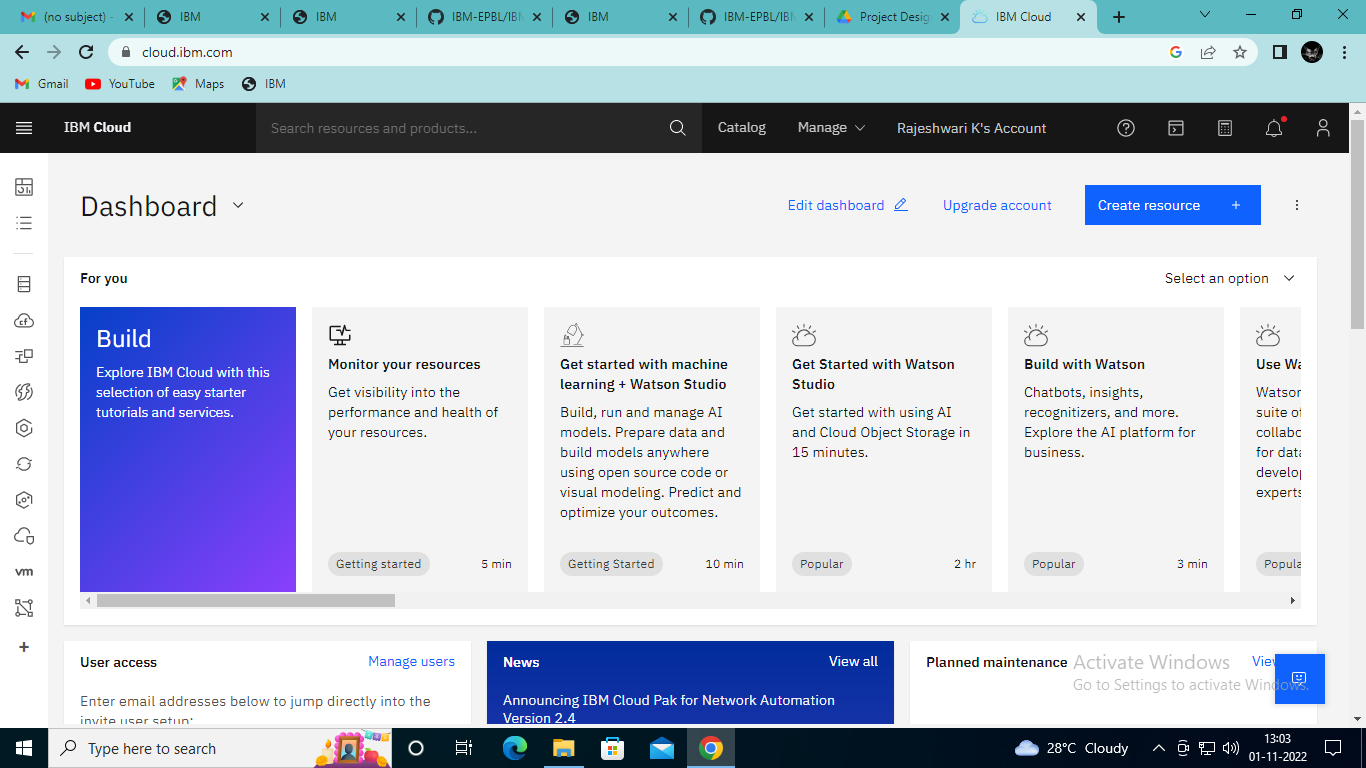 (no subject) -
IBM
IBM
IBM-EPBL/IBM
IBM
IBM-EPBL/IBM
Project Desig
IBM Cloud
cloud.ibm.com
Gmail
YouTube
Maps
IBM
IBM Cloud
Search resources and products...
Catalog
Manage
Rajeshwari K's Account
Dashboard
Edit dashboard
Upgrade account
Create resource +
For you
Select an option
Build
Explore IBM Cloud with this
selection of easy starter
tutorials and services.
Monitor your resources
Get visibility into the
performance and health of
your resources.
Getting started
5 min
Get started with machine
learning + Watson Studio
Build, run and manage AI
models. Prepare data and
build models anywhere
using open source code or
visual modeling. Predict and
optimize your outcomes.
Getting Started
10 min
Get Started with Watson
Studio
Get started with using AI
and Cloud Object Storage in
15 minutes.
Popular
2 hr
Build with Watson
Chatbots, insights,
recognitizers, and more.
Explore the AI platform for
business.
Popular
3 min
Use Wa
Watson
suite of
collabo
for data
develop
experts
Popula
vm
User access
Manage users
Enter email addresses below to jump directly into the
invite user setup:
News
View all
Announcing IBM Cloud Pak for Network Automation
Version 2.4
Planned maintenance
View
Activate Windows
Go to Settings to activate Windows.
Type here to search
28°C Cloudy
13:03
01-11-2022